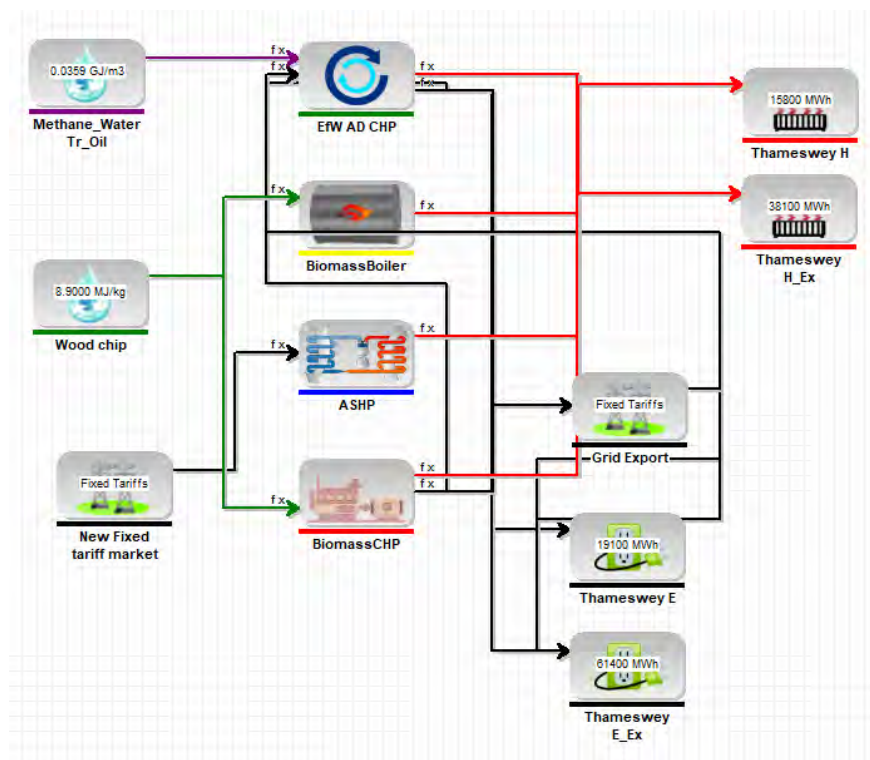 0.0359 GJ/m3
Methane_Water
Tr_Oil
f x
f x
EfW AD CHP
f x
f x
15800 MWh
Thameswey H
f x
BiomassBoiler
f x
38100 MWh
Thameswey
H_Ex
8.9000 MJ/kg
Wood chip
ASHP
f x
Fixed Tariffs
Grid Export
Fixed Tariffs
New Fixed
tariff market
f x
BiomassCHP
f x
f x
19100 MWh
Thameswey E
61400 MWh
Thameswey
E_Ex